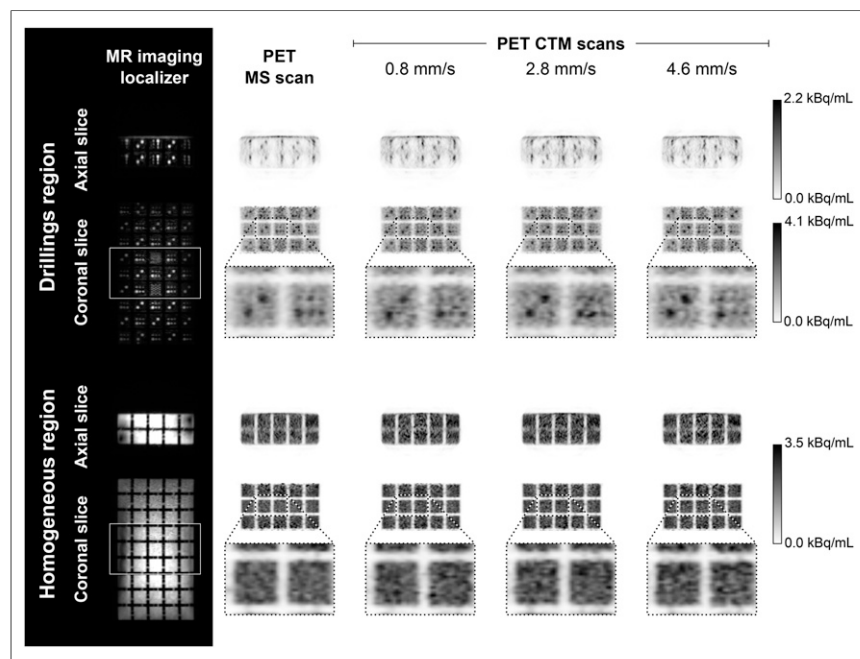 MR imaging
localizer
PET
MS scan
PET CTM scans
0.8 mm/s
2.8 mm/s
4.6 mm/s
Drillings region
Axial slice
Coronal slice
2.2 kBq/mL
0.0 kBq/mL
4.1 kBq/mL
0.0 kBq/mL
Homogeneous region
Axial slice
Coronal slice
3.5 kBq/mL
0.0 kBq/mL